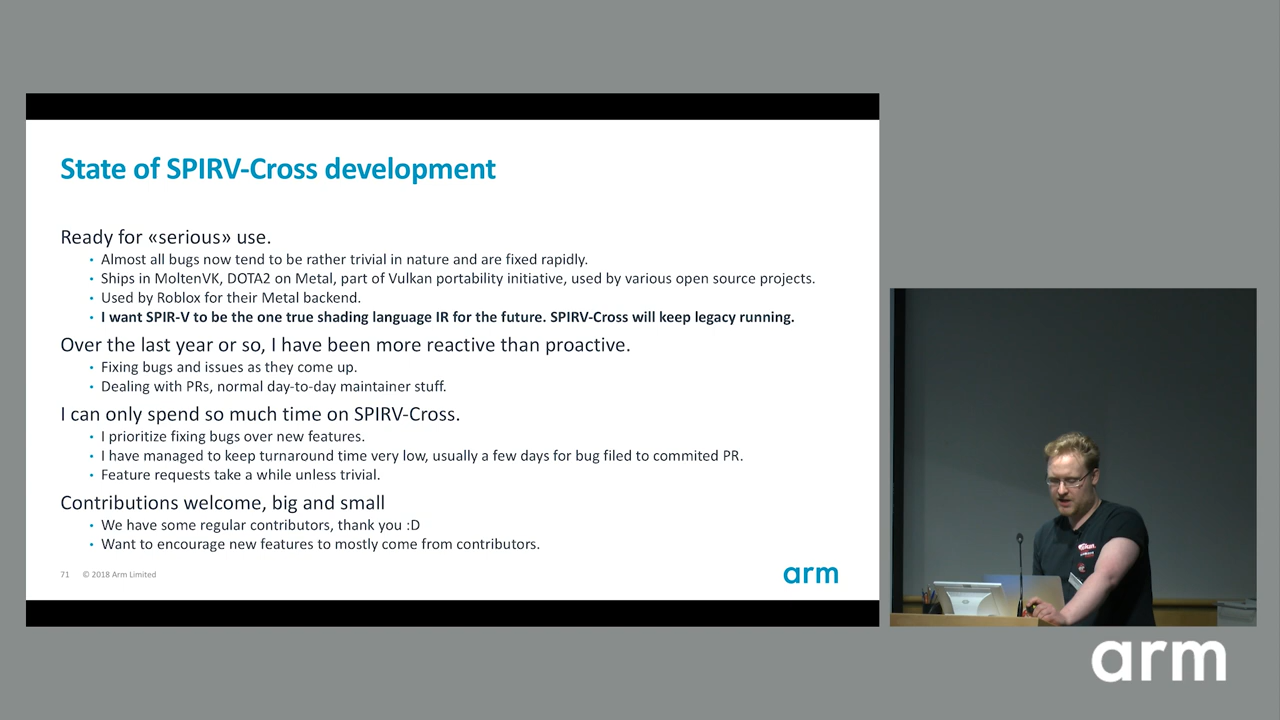 State of SPIRV-Cross development
Ready for «serious» use.
• Almost all bugs now tend to be rather trivial in nature and are fixed rapidly.
• Ships in MoltenVK, DOTA2 on Metal, part of Vulkan portability initiative, used by various open source projects.
• Used by Roblox for their Metal backend.
• I want SPIR-V to be the one true shading language IR for the future. SPIRV-Cross will keep legacy running.
Over the last year or so, I have been more reactive than proactive.
• Fixing bugs and issues as they come up.
• Dealing with PRs, normal day-to-day maintainer stuff.
I can only spend so much time on SPIRV-Cross.
• I prioritize fixing bugs over new features.
• I have managed to keep turnaround time very low, usually a few days for bug filed to commited PR.
• Feature requests take a while unless trivial.
Contributions welcome, big and small
• We have some regular contributors, thank you :D
• Want to encourage new features to mostly come from contributors.
71 © 2018 Arm Limited
arm
arm